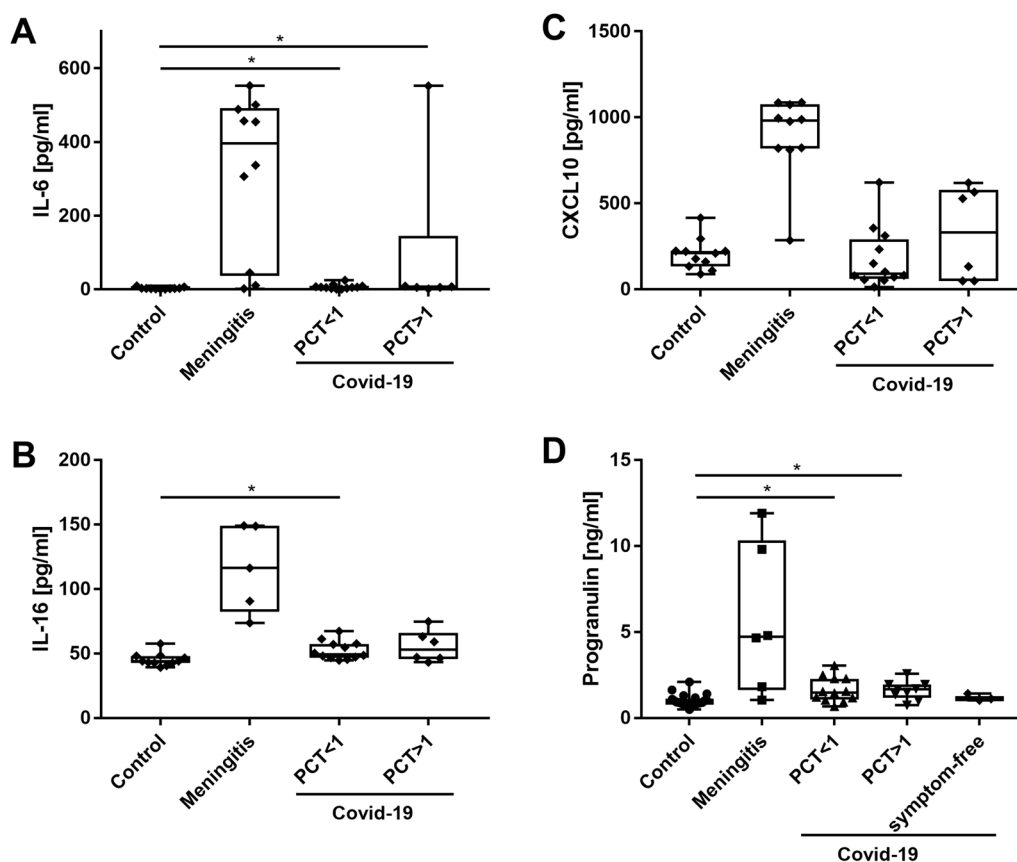 A
IL-6 [pg/ml]
600
400
200
0
*
*
Control
Meningitis
PCT<1
PCT>1
Covid-19
C
CXCL10 [pg/ml]
1500
1000
500
0
Control
Meningitis
PCT<1
PCT>1
Covid-19
B
IL-16 [pg/ml]
200
150
100
50
0
*
Control
Meningitis
PCT<1
PCT>1
Covid-19
D
Progranulin [ng/ml]
15
10
5
0
*
*
Control
Meningitis
PCT<1
PCT>1
symptom-free
Covid-19